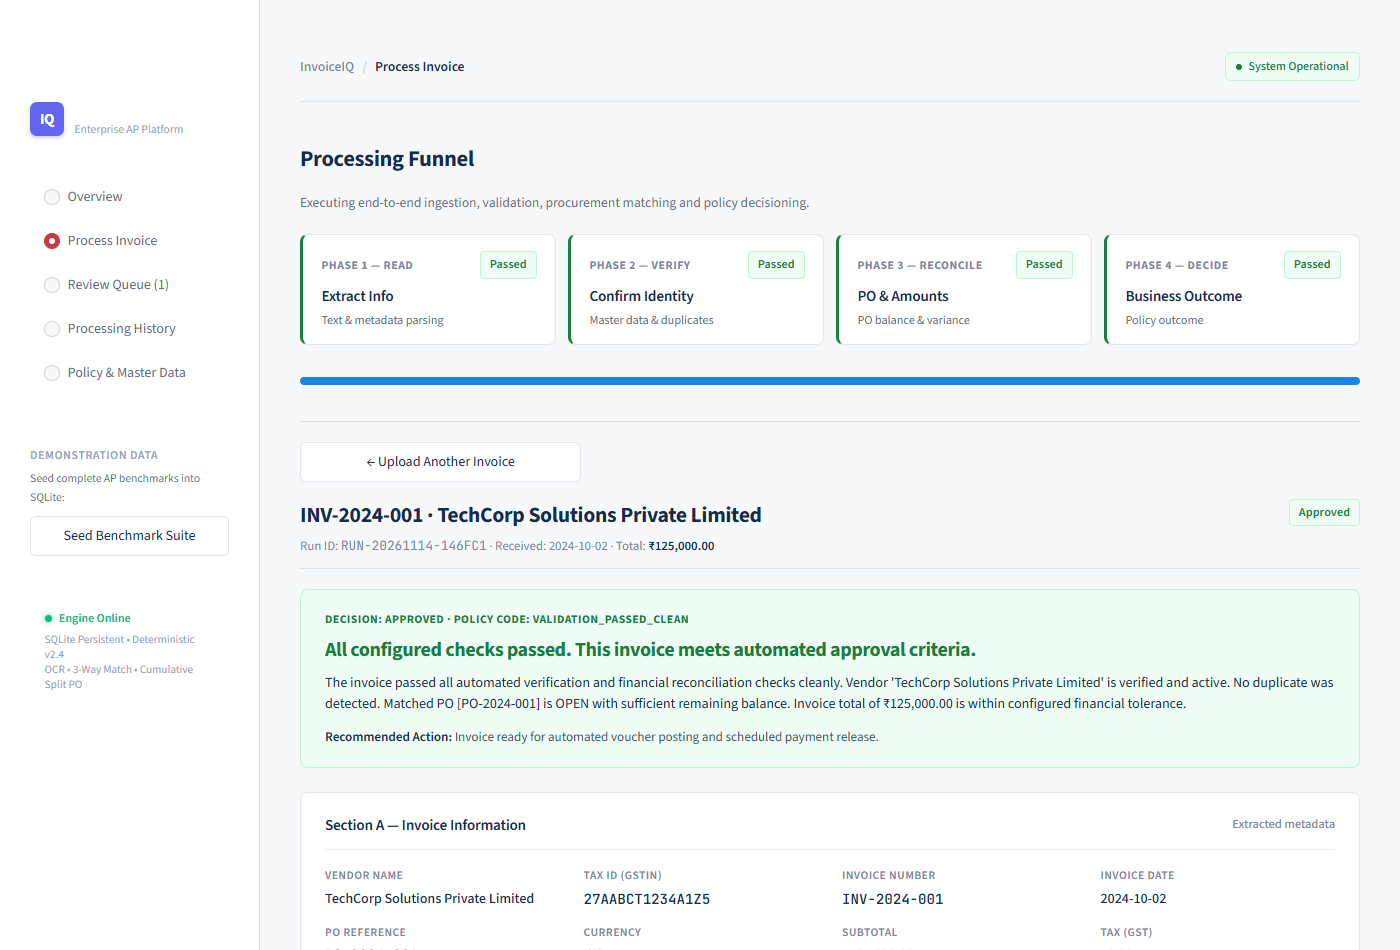 IQ
Enterprise AP Platform
Overview
Process Invoice
Review Queue (1)
Processing History
Policy & Master Data
DEMONSTRATION DATA
Seed complete AP benchmarks into
SQLite:
Seed Benchmark Suite
Engine Online
SQLite Persistent • Deterministic
v2.4
OCR • 3-Way Match • Cumulative
Split PO
InvoiceIQ / Process Invoice
System Operational
Processing Funnel
Executing end-to-end ingestion, validation, procurement matching and policy decisioning.
PHASE 1 — READ
Passed
Extract Info
Text & metadata parsing
PHASE 2 — VERIFY
Passed
Confirm Identity
Master data & duplicates
PHASE 3 — RECONCILE
Passed
PO & Amounts
PO balance & variance
PHASE 4 — DECIDE
Passed
Business Outcome
Policy outcome
← Upload Another Invoice
INV-2024-001 · TechCorp Solutions Private Limited
Approved
Run ID: RUN-20261114-146FC1 · Received: 2024-10-02 · Total: ₹125,000.00
DECISION: APPROVED · POLICY CODE: VALIDATION_PASSED_CLEAN
All configured checks passed. This invoice meets automated approval criteria.
The invoice passed all automated verification and financial reconciliation checks cleanly. Vendor 'TechCorp Solutions Private Limited' is verified and active. No duplicate was
detected. Matched PO [PO-2024-001] is OPEN with sufficient remaining balance. Invoice total of ₹125,000.00 is within configured financial tolerance.
Recommended Action: Invoice ready for automated voucher posting and scheduled payment release.
Section A — Invoice Information
Extracted metadata
VENDOR NAME
TechCorp Solutions Private Limited
TAX ID (GSTIN)
27AABCT1234A1Z5
INVOICE NUMBER
INV-2024-001
INVOICE DATE
2024-10-02
PO REFERENCE
CURRENCY
SUBTOTAL
TAX (GST)